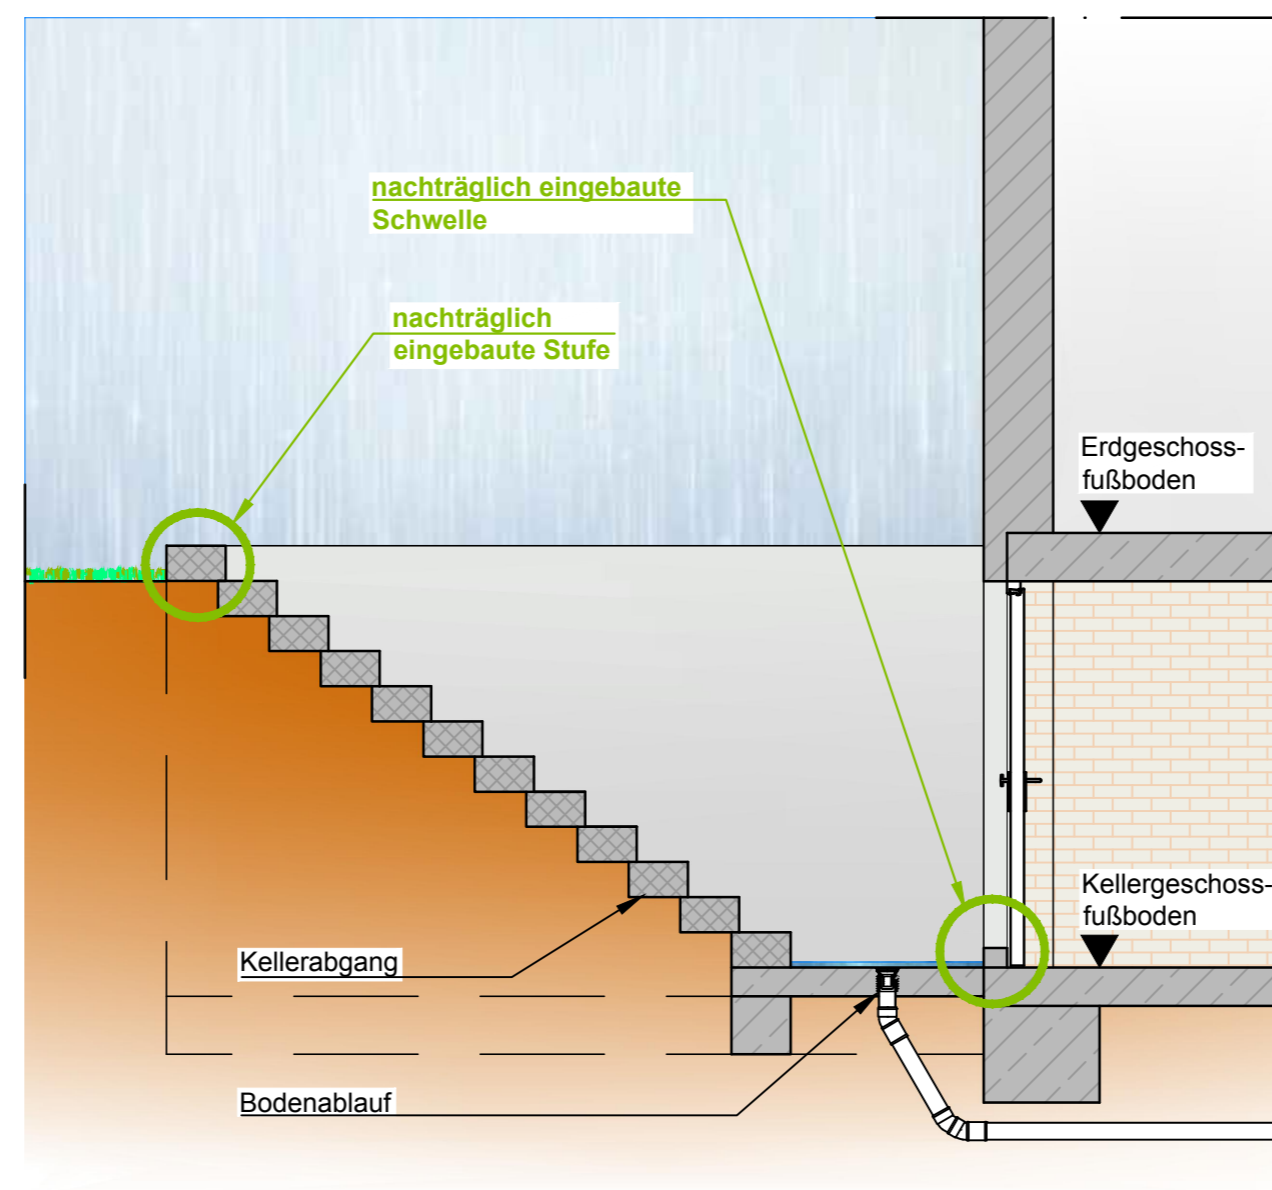 nachträglich eingebaute
Schwelle
nachträglich
eingebaute Stufe
Erdgeschoss-
fußboden
Kellergeschoss-
fußboden
Kellerabgang
Bodenablauf